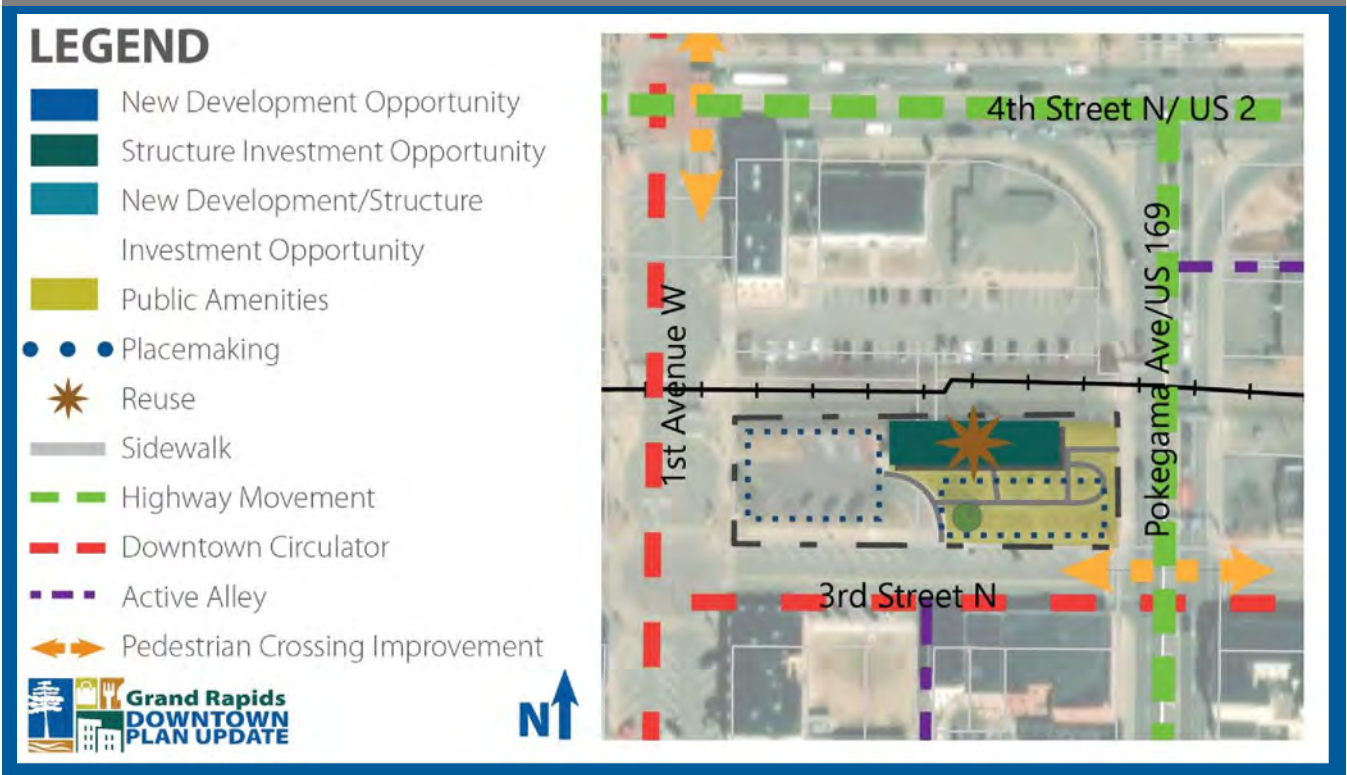 LEGEND
New Development Opportunity
Structure Investment Opportunity
New Development/Structure
Investment Opportunity
Public Amenities
Placemaking
Reuse
Sidewalk
Highway Movement
Downtown Circulator
Active Alley
Pedestrian Crossing Improvement
Grand Rapids
DOWNTOWN
PLAN UPDATE
N
4th Street N/ US 2
1st Avenue W
Pokegama Ave/US 169
3rd Street N